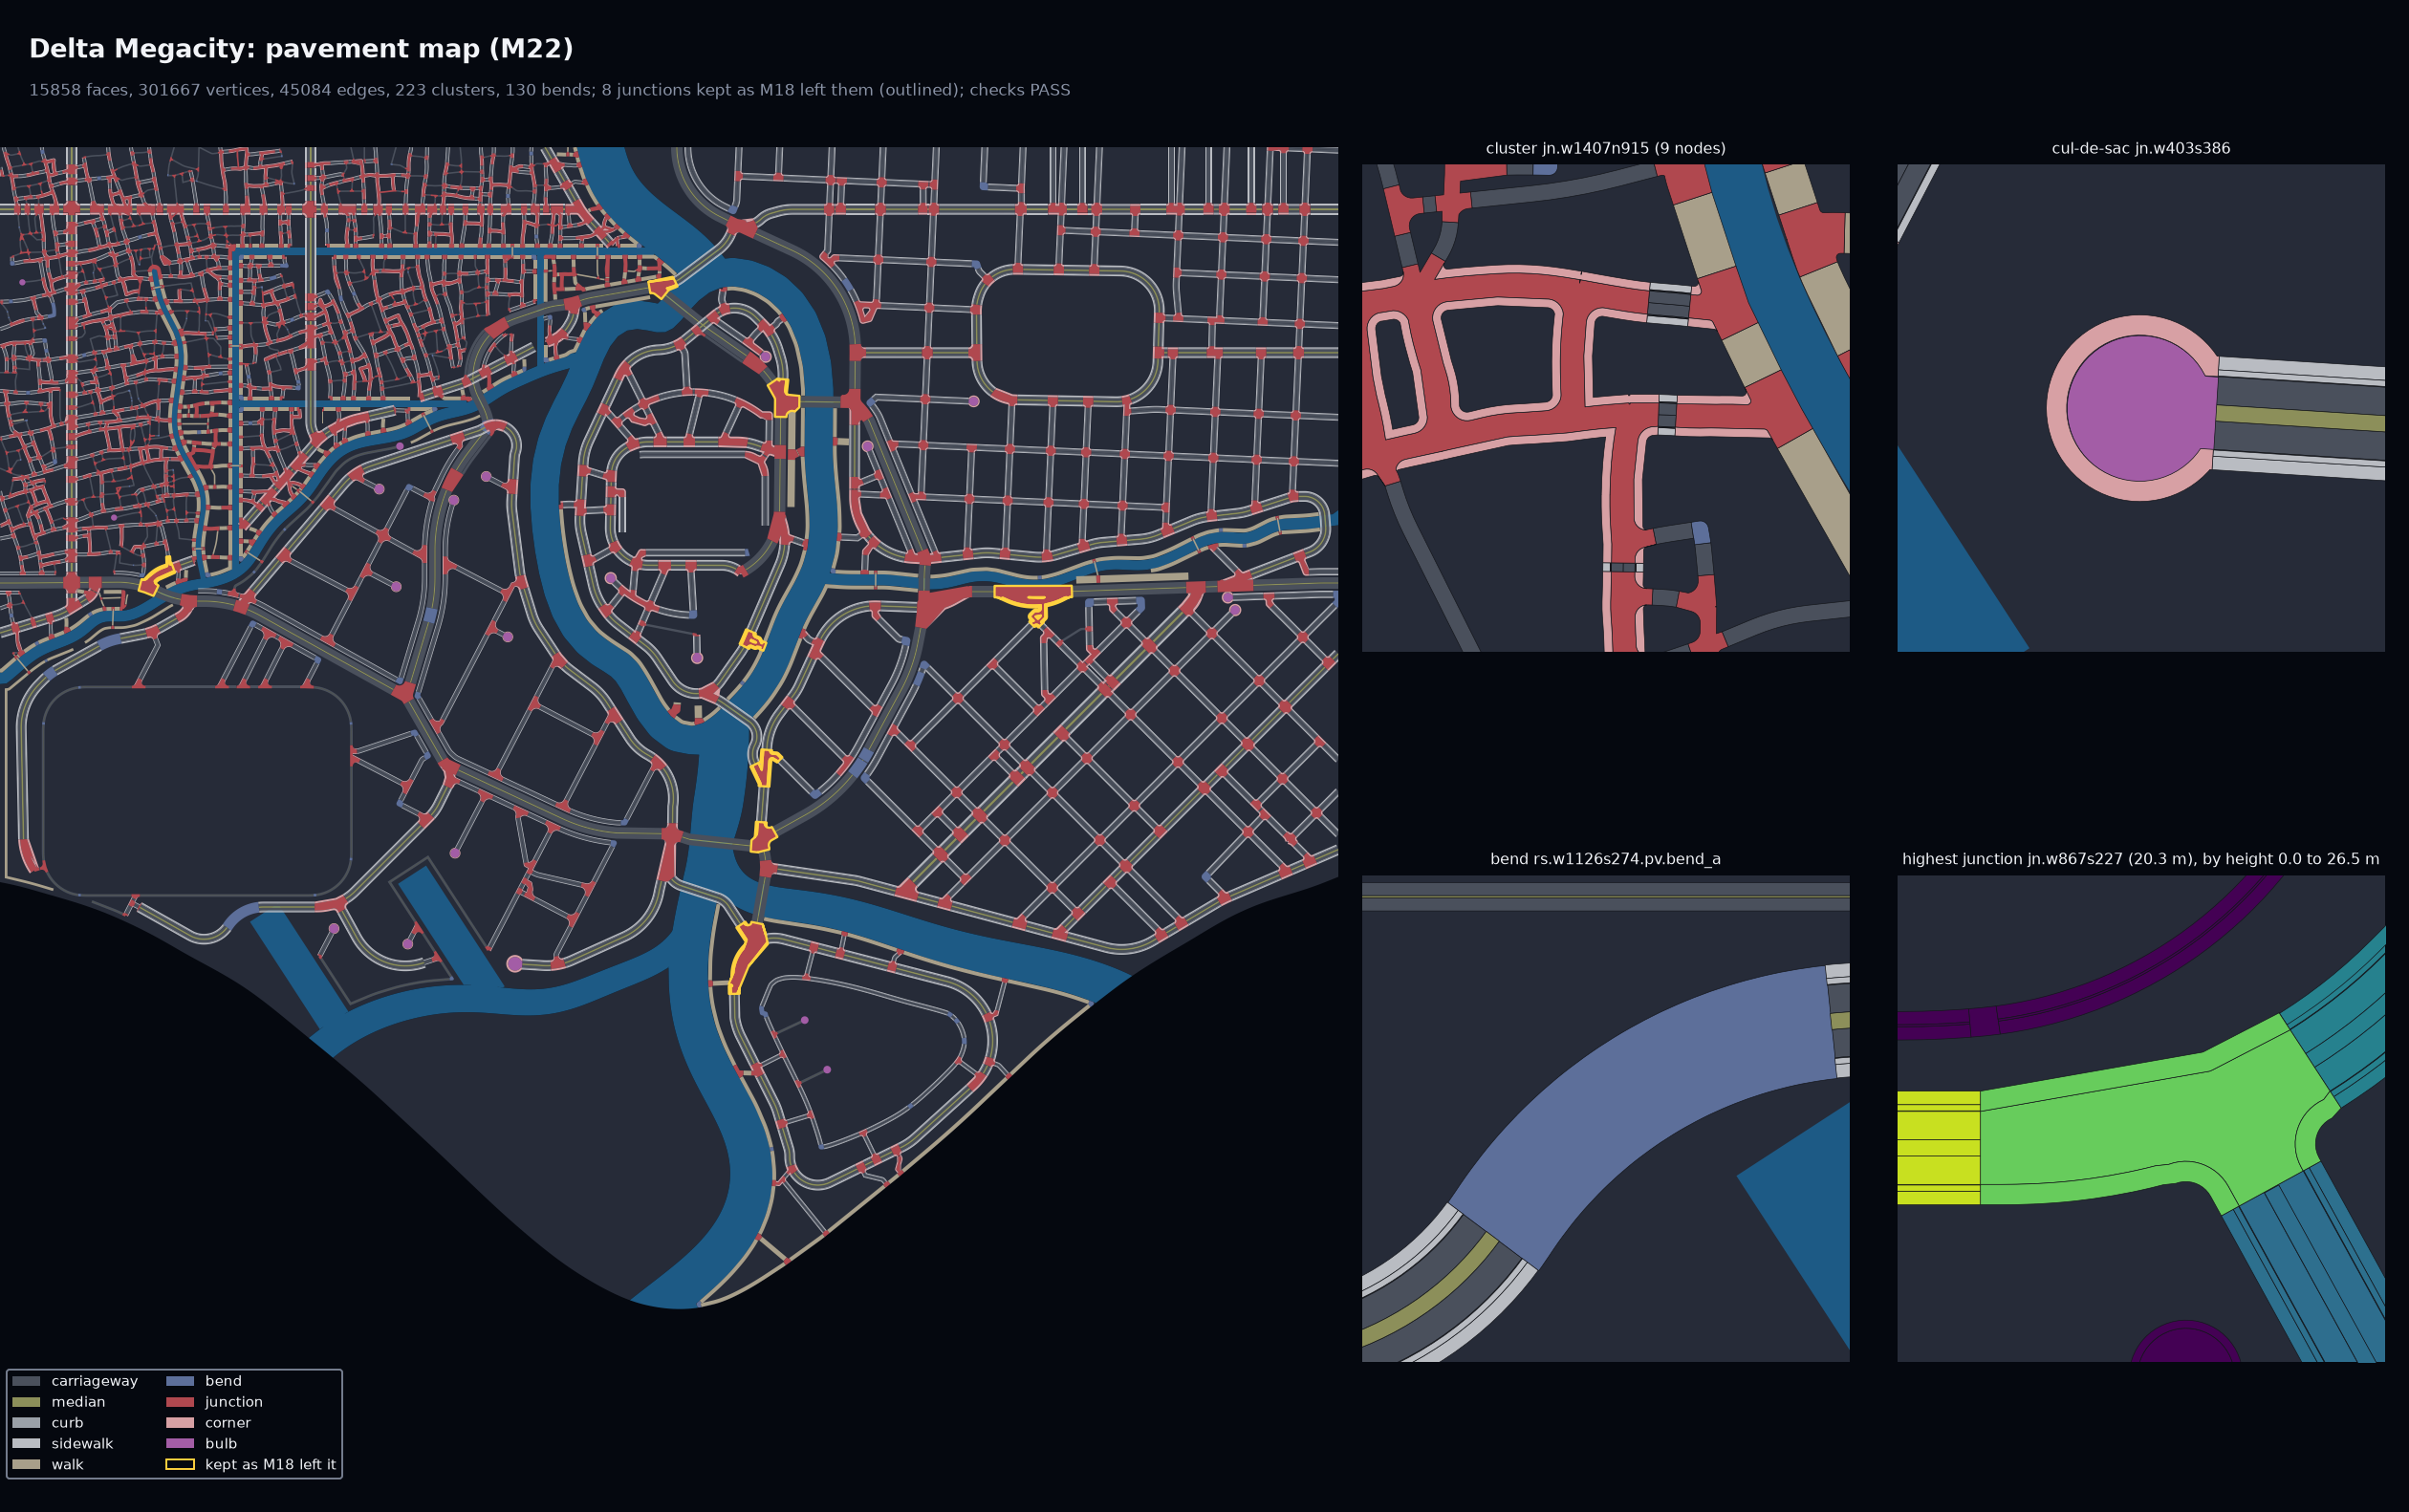 Delta Megacity: pavement map (M22)
15858 faces, 301667 vertices, 45084 edges, 223 clusters, 130 bends; 8 junctions kept as M18 left them (outlined); checks PASS
cluster jn.w1407n915 (9 nodes)
cul-de-sac jn.w403s386
bend rs.w1126s274.pv.bend_a
highest junction jn.w867s227 (20.3 m), by height 0.0 to 26.5 m
carriageway
median
curb
sidewalk
walk
bend
junction
corner
bulb
kept as M18 left it